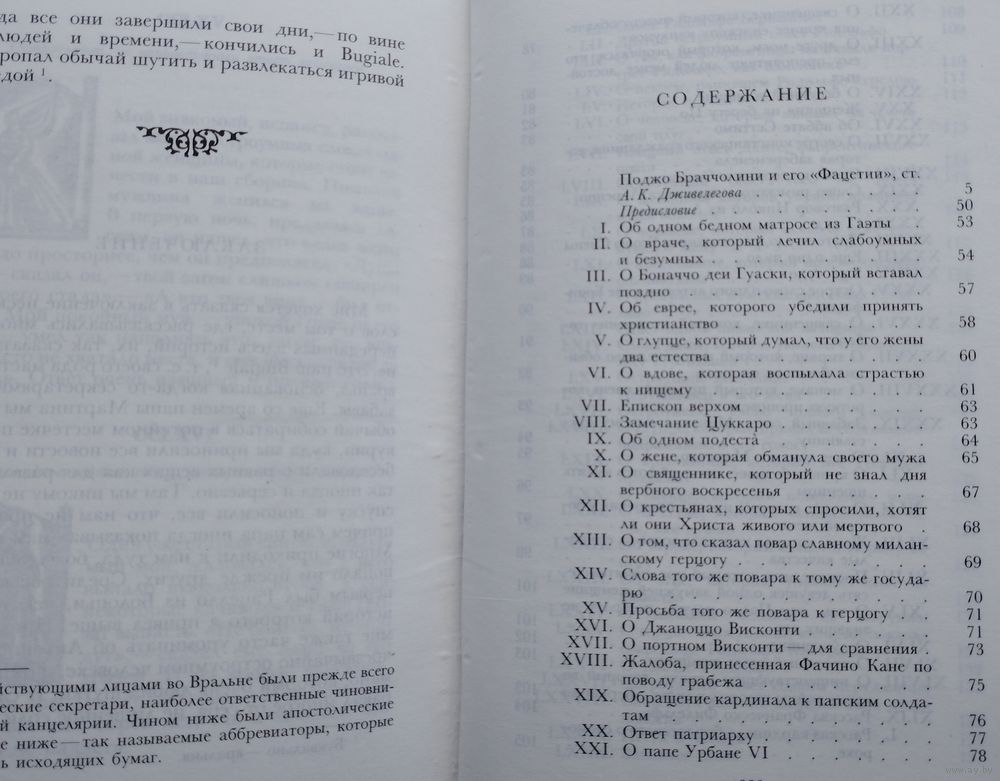 да все они завершили свои дни,— по вине
людей и времени,— кончились и Bugiale.
ропал обычай шутить и развлекаться игривой
едой ¹.
йствующими лицами во Вральне были прежде всего
еские секретари, наиболее ответственные чиновни-
й канцелярии. Чином ниже были апостолические
е ниже — так называемые аббревиаторы, которые
ь исходящих бумаг.
СОДЕРЖАНИЕ
Поджо Браччолини и его «Фацетии», ст.
А. К. Дживелегова . . . . . . . . . . 5
Предисловие . . . . . . . . . . . . 50
I. Об одном бедном матросе из Гаэты . 53
II. О враче, который лечил слабоумных
и безумных . . . . . . . . . . . . 54
III. О Боначчо деи Гуаски, который вставал
поздно . . . . . . . . . . . . . . 57
IV. Об еврее, которого убедили принять
христианство . . . . . . . . . . . 58
V. О глупце, который думал, что у его жены
два естества . . . . . . . . . . . 60
VI. О вдове, которая воспылала страстью
к нищему . . . . . . . . . . . . . 61
VII. Епископ верхом . . . . . . . . . . 63
VIII. Замечание Цуккаро . . . . . . . . 63
IX. Об одном подеста́ . . . . . . . . . 64
X. О жене, которая обманула своего мужа 65
XI. О священнике, который не знал дня
вербного воскресенья . . . . . . . 67
XII. О крестьянах, которых спросили, хотят
ли они Христа живого или мертвого . 68
XIII. О том, что сказал повар славному милан-
скому герцогу . . . . . . . . . . . 69
XIV. Слова того же повара к тому же госуда-
рю . . . . . . . . . . . . . . . . 70
XV. Просьба того же повара к герцогу . . 71
XVI. О Джаноццо Висконти . . . . . . . 71
XVII. О портном Висконти — для сравнения . 73
XVIII. Жалоба, принесенная Фачино Кане по
поводу грабежа . . . . . . . . . . 75
XIX. Обращение кардинала к папским солда-
там . . . . . . . . . . . . . . . . 76
XX. Ответ патриарху . . . . . . . . . . 77
XXI. О папе Урбане VI . . . . . . . . . 78
www.ay.by